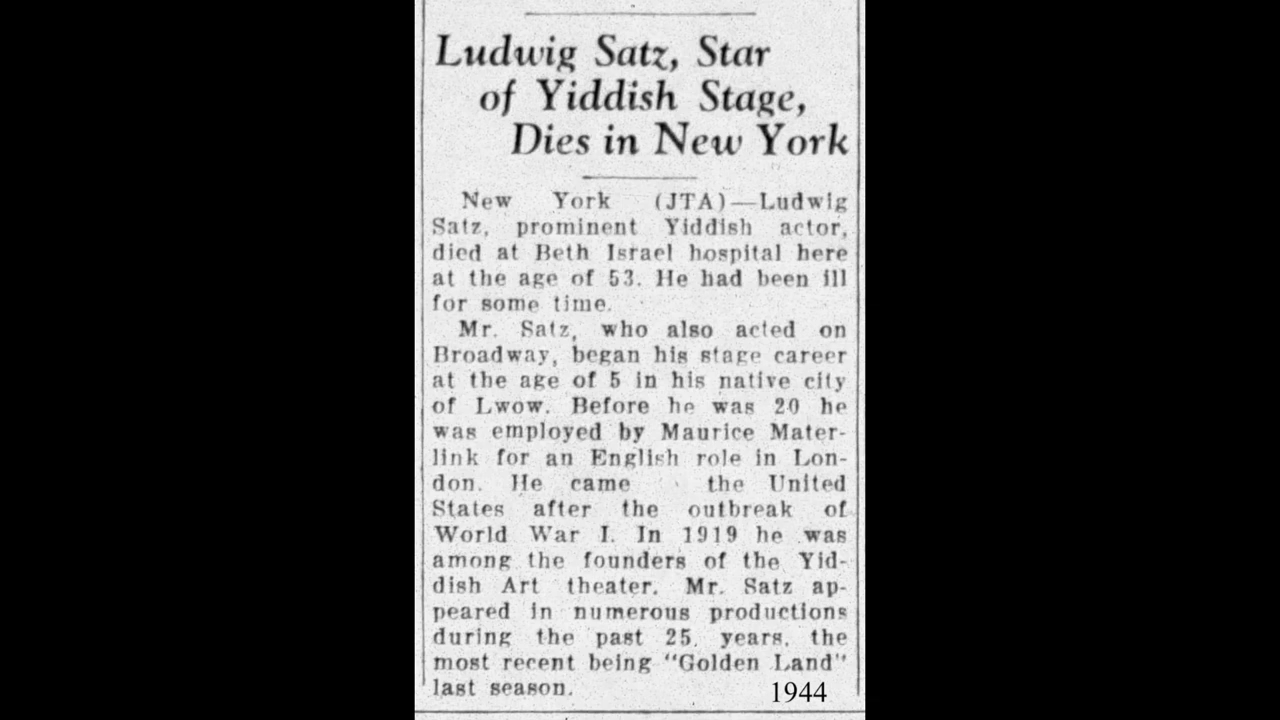 Ludwig Satz, Star
of Yiddish Stage,
Dies in New York
New York (JTA)—Ludwig
Satz, prominent Yiddish actor,
died at Beth Israel hospital here
at the age of 53. He had been ill
for some time.
Mr. Satz, who also acted on
Broadway, began his stage career
at the age of 5 in his native city
of Lwow. Before he was 20 he
was employed by Maurice Mater-
link for an English role in Lon-
don. He came the United
States after the outbreak of
World War I. In 1919 he was
among the founders of the Yid-
dish Art theater. Mr. Satz ap-
peared in numerous productions
during the past 25 years, the
most recent being "Golden Land"
last season.
1944